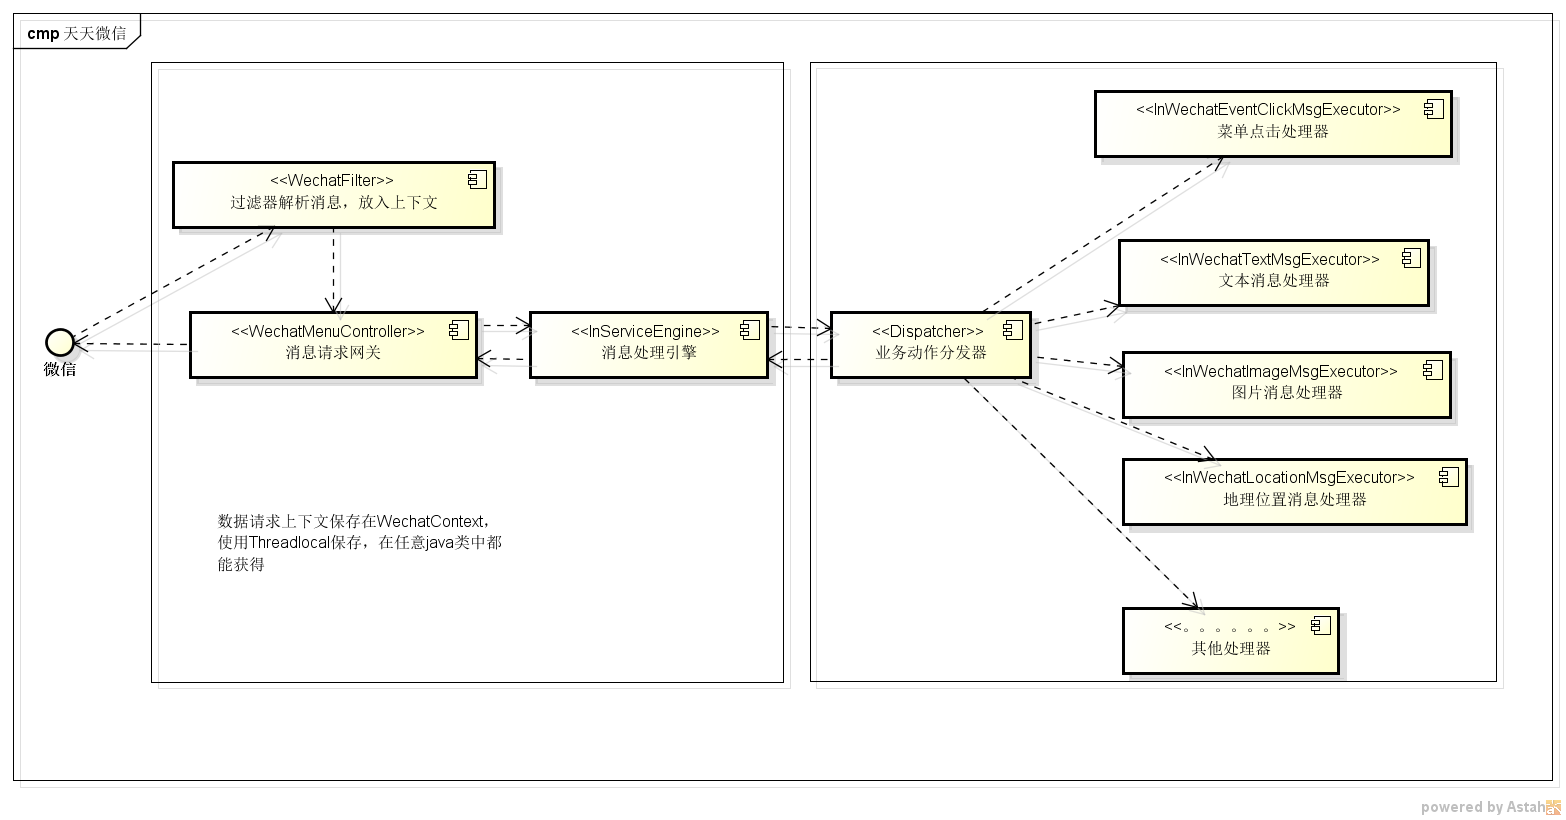 cmp 天天微信
<<WechatFilter>>
过滤器解析消息，放入上下文
微信
<<WechatMenuController>>
消息请求网关
<<InServiceEngine>>
消息处理引擎
数据请求上下文保存在WechatContext，
使用Threadlocal保存，在任意java类中都
能获得
<<Dispatcher>>
业务动作分发器
<<InWechatEventClickMsgExecutor>>
菜单点击处理器
<<InWechatTextMsgExecutor>>
文本消息处理器
<<InWechatImageMsgExecutor>>
图片消息处理器
<<InWechatLocationMsgExecutor>>
地理位置消息处理器
<<。。。。。。>>
其他处理器
powered by Astah